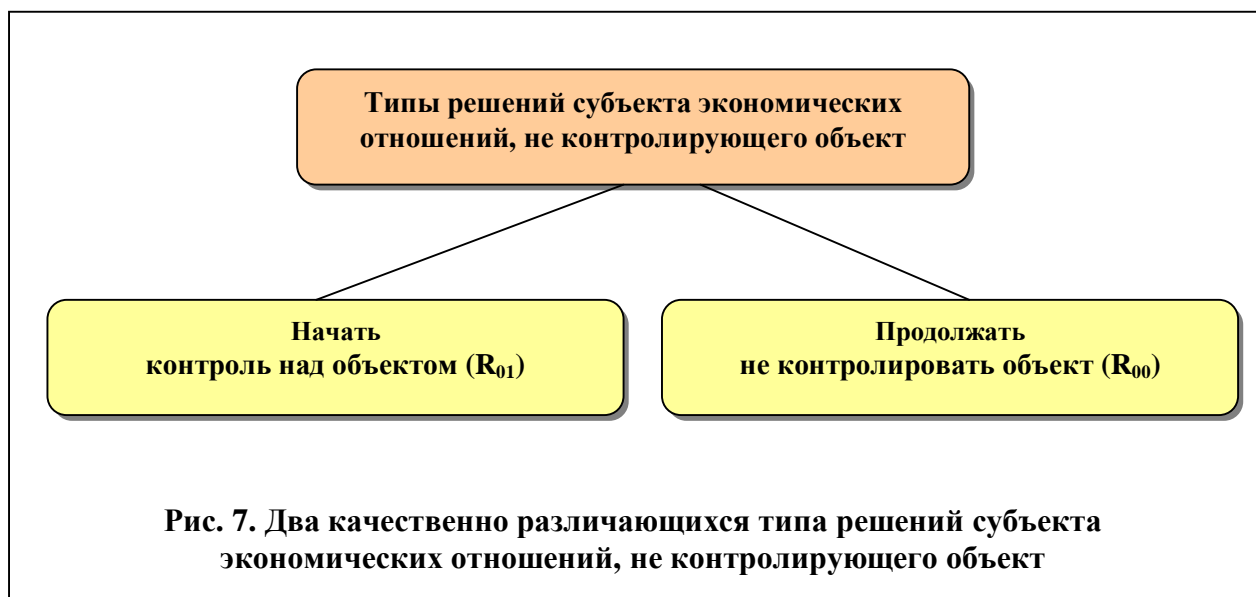 Типы решений субъекта экономических
отношений, не контролирующего объект
Начать
контроль над объектом (R₀₁)
Продолжать
не контролировать объект (R₀₀)
Рис. 7. Два качественно различающихся типа решений субъекта
экономических отношений, не контролирующего объект